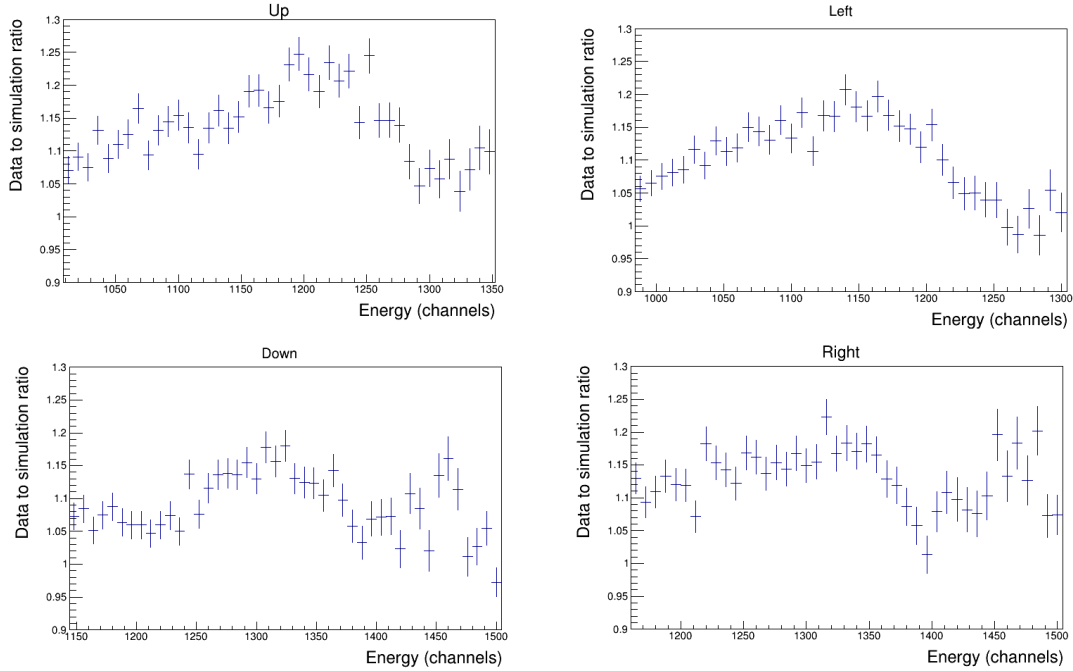 Up
Data to simulation ratio
1.3
1.25
1.2
1.15
1.1
1.05
1
0.95
0.9
1050 1100 1150 1200 1250 1300 1350
Energy (channels)
Left
Data to simulation ratio
1.3
1.25
1.2
1.15
1.1
1.05
1
0.95
0.9
1000 1050 1100 1150 1200 1250 1300
Energy (channels)
Down
Data to simulation ratio
1.3
1.25
1.2
1.15
1.1
1.05
1
0.95
0.9
1150 1200 1250 1300 1350 1400 1450 1500
Energy (channels)
Right
Data to simulation ratio
1.3
1.25
1.2
1.15
1.1
1.05
1
0.95
0.9
1200 1250 1300 1350 1400 1450 1500
Energy (channels)